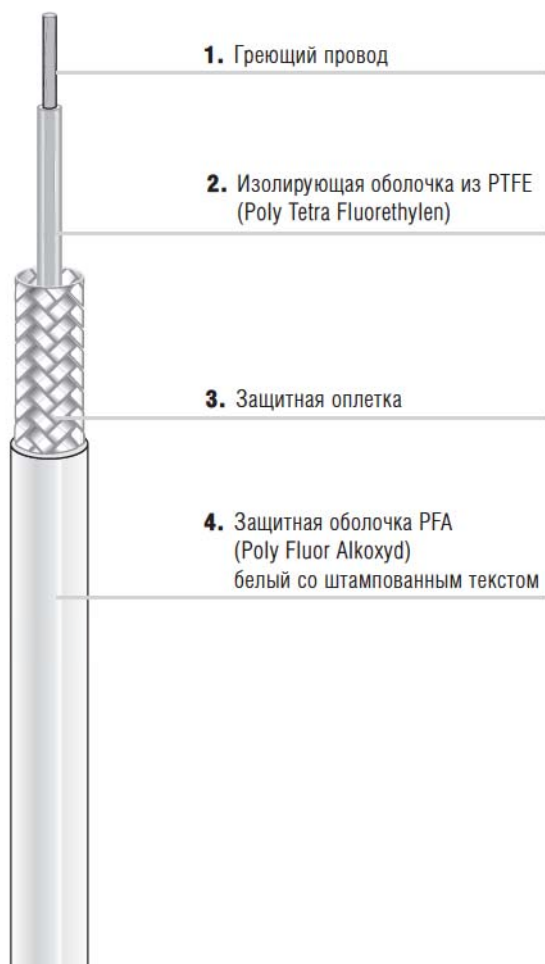 1. Греющий провод
2. Изолирующая оболочка из PTFE
(Poly Tetra Fluorethylen)
3. Защитная оплетка
4. Защитная оболочка PFA
(Poly Fluor Alkoxyd)
белый со штампованным текстом